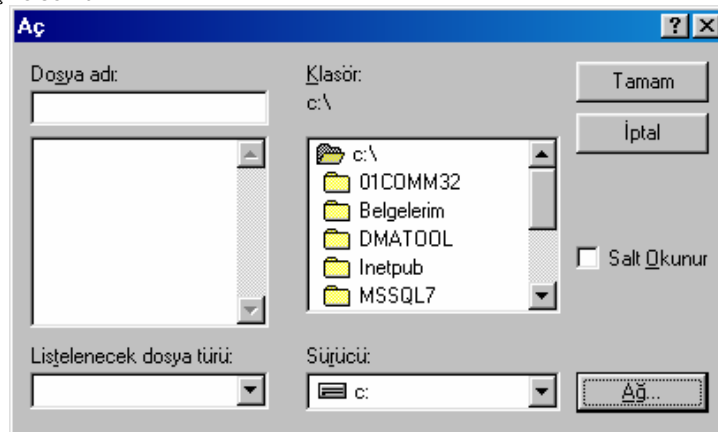 Aç
Dosya adı:
Klasör:
c:\
Tamam
İptal
c:\
01COMM32
Belgelerim
DMATOOL
Inetpub
MSSQL7
Salt Okunur
Listelenecek dosya türü:
Sürücü:
c:
Ağ...